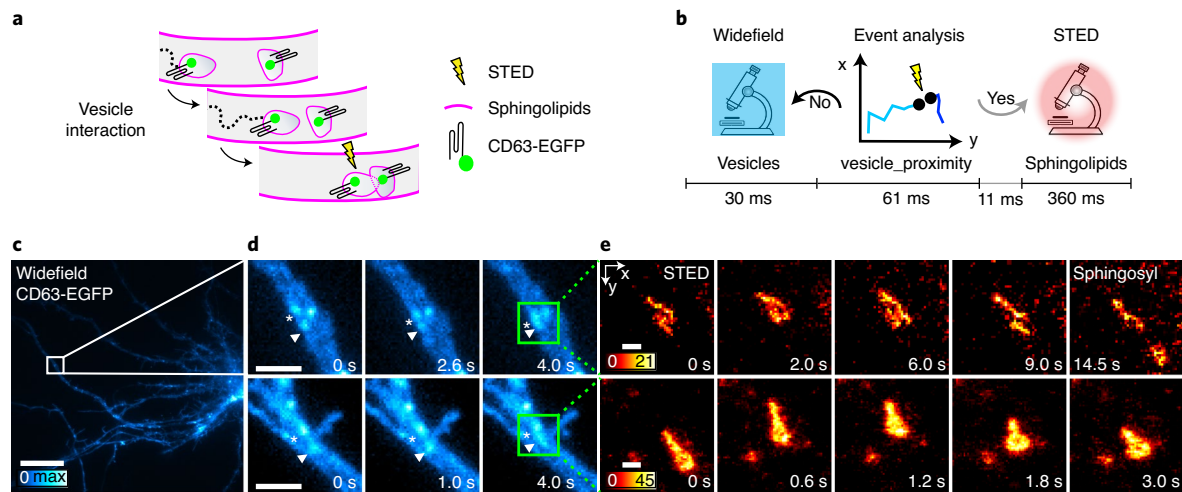 a
Vesicle
interaction
STED
Sphingolipids
CD63-EGFP
b
Widefield
Event analysis
STED
x
No
Yes
y
Vesicles
vesicle_proximity
Sphingolipids
30 ms
61 ms
11 ms
360 ms
c
Widefield
CD63-EGFP
0 max
d
*
0 s
*
2.6 s
*
4.0 s
*
0 s
*
1.0 s
*
4.0 s
e
x
y
STED
0 21
0 s
2.0 s
6.0 s
9.0 s
Sphingosyl
14.5 s
0 45
0 s
0.6 s
1.2 s
1.8 s
3.0 s